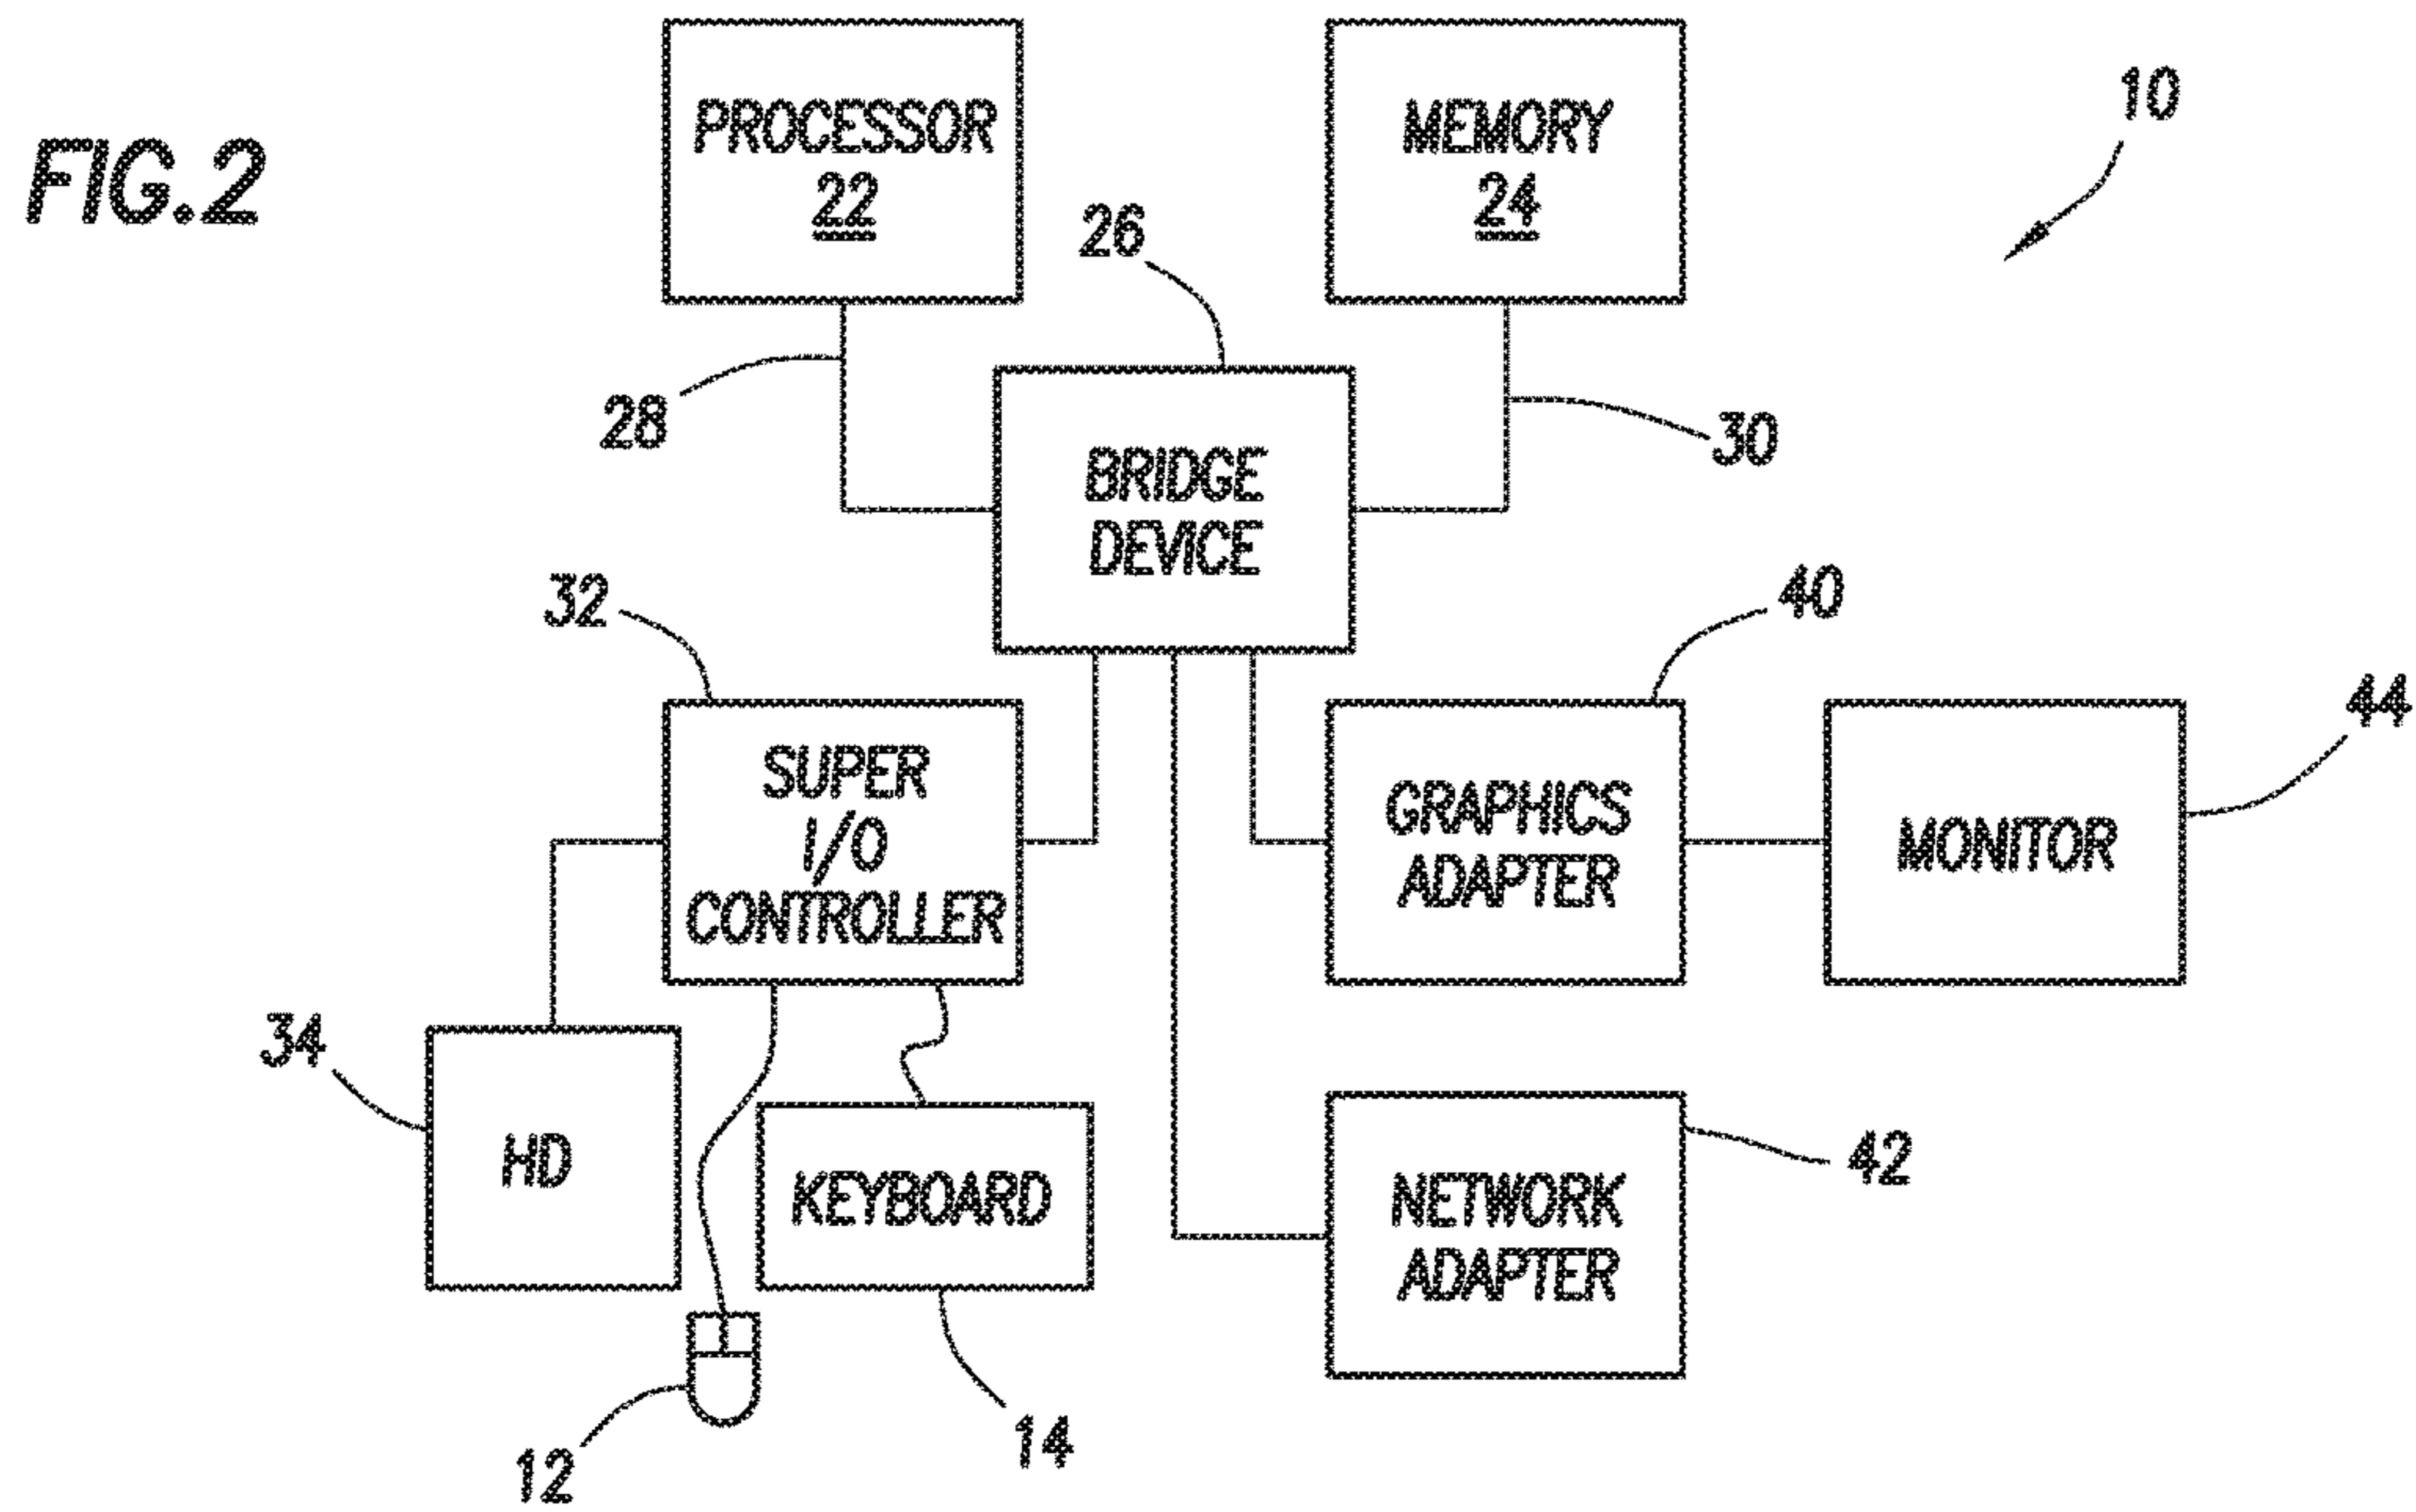 FIG.2
PROCESSOR
22
MEMORY
24
10
26
28
30
BRIDGE
DEVICE
32
40
44
SUPER
I/O
CONTROLLER
GRAPHICS
ADAPTER
MONITOR
34
HD
KEYBOARD
42
NETWORK
ADAPTER
12
14